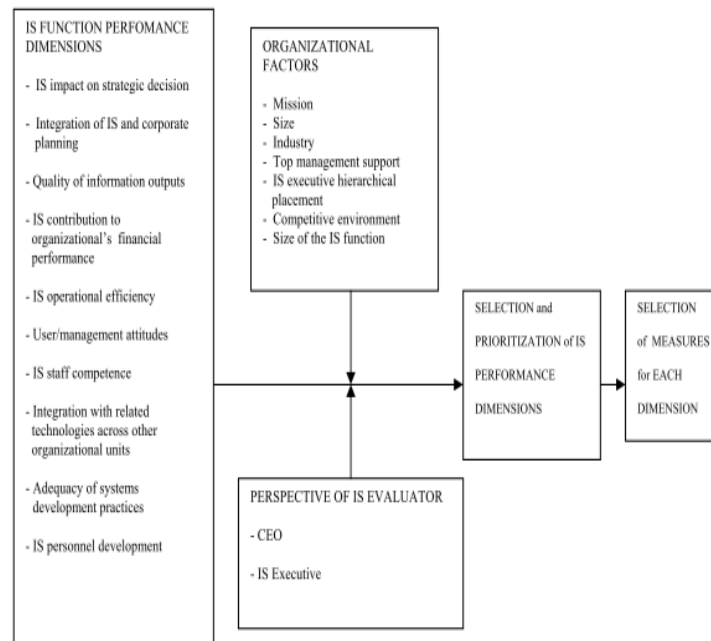 IS FUNCTION PERFOMANCE
DIMENSIONS
- IS impact on strategic decision
- Integration of IS and corporate
planning
- Quality of information outputs
- IS contribution to
organizational's financial
performance
- IS operational efficiency
- User/management attitudes
- IS staff competence
- Integration with related
technologies across other
organizational units
- Adequacy of systems
development practices
- IS personnel development
ORGANIZATIONAL
FACTORS
- Mission
- Size
- Industry
- Top management support
- IS executive hierarchical
placement
- Competitive environment
- Size of the IS function
PERSPECTIVE OF IS EVALUATOR
- CEO
- IS Executive
SELECTION and
PRIORITIZATION of IS
PERFORMANCE
DIMENSIONS
SELECTION
of MEASURES
for EACH
DIMENSION